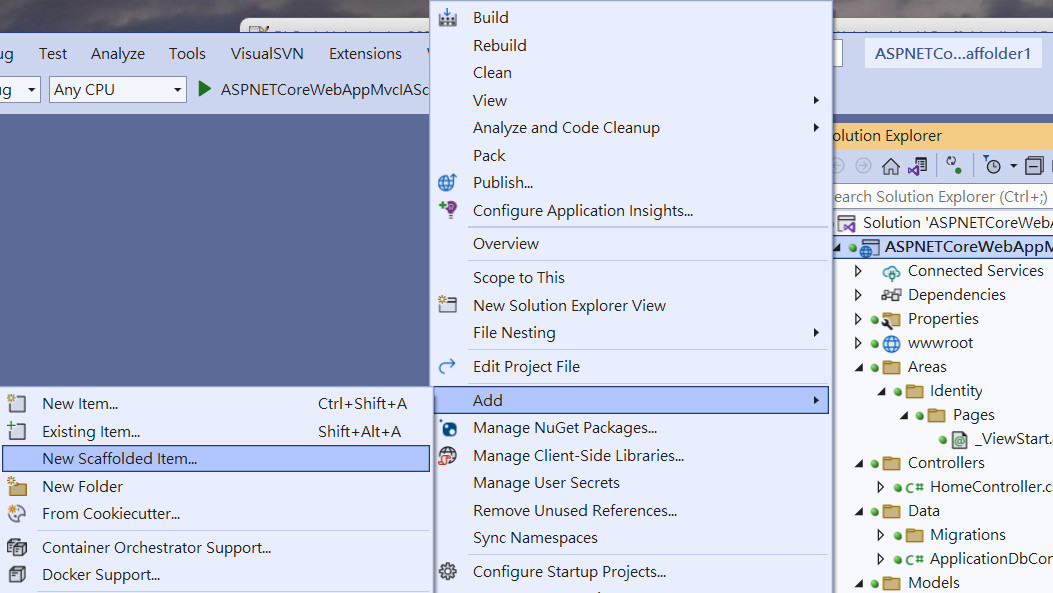 ug Test Analyze Tools VisualSVN Extensions
ASPNETCo...affolder1
ug Any CPU ASPNETCoreWebAppMvcIASc
Build
Rebuild
Clean
View
Analyze and Code Cleanup
Pack
Publish...
Configure Application Insights...
Overview
Scope to This
New Solution Explorer View
File Nesting
Edit Project File
Add
Manage NuGet Packages...
Manage Client-Side Libraries...
Manage User Secrets
Remove Unused References...
Sync Namespaces
Configure Startup Projects...
New Item... Ctrl+Shift+A
Existing Item... Shift+Alt+A
New Scaffolded Item...
New Folder
From Cookiecutter...
Container Orchestrator Support...
Docker Support...
olution Explorer
earch Solution Explorer (Ctrl+;)
Solution 'ASPNETCoreWebA
ASPNETCoreWebAppM
Connected Services
Dependencies
Properties
wwwroot
Areas
Identity
Pages
_ViewStart.
Controllers
C# HomeController.c
Data
Migrations
C# ApplicationDbCon
Models